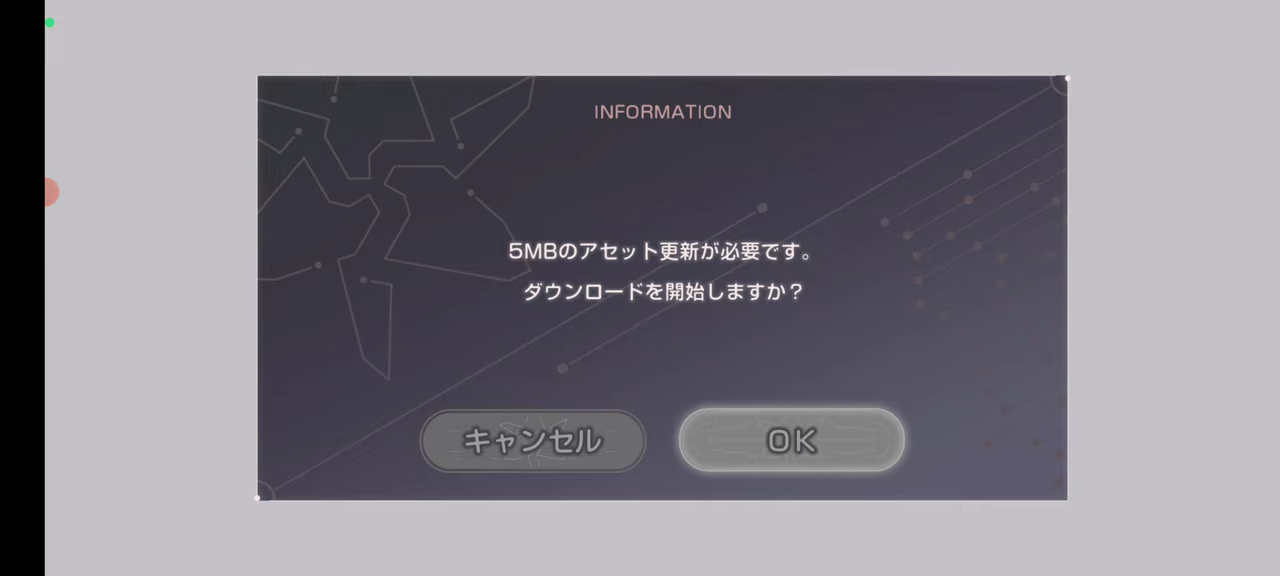 INFORMATION
5MBのアセット更新が必要です。
ダウンロードを開始しますか？
キャンセル
OK